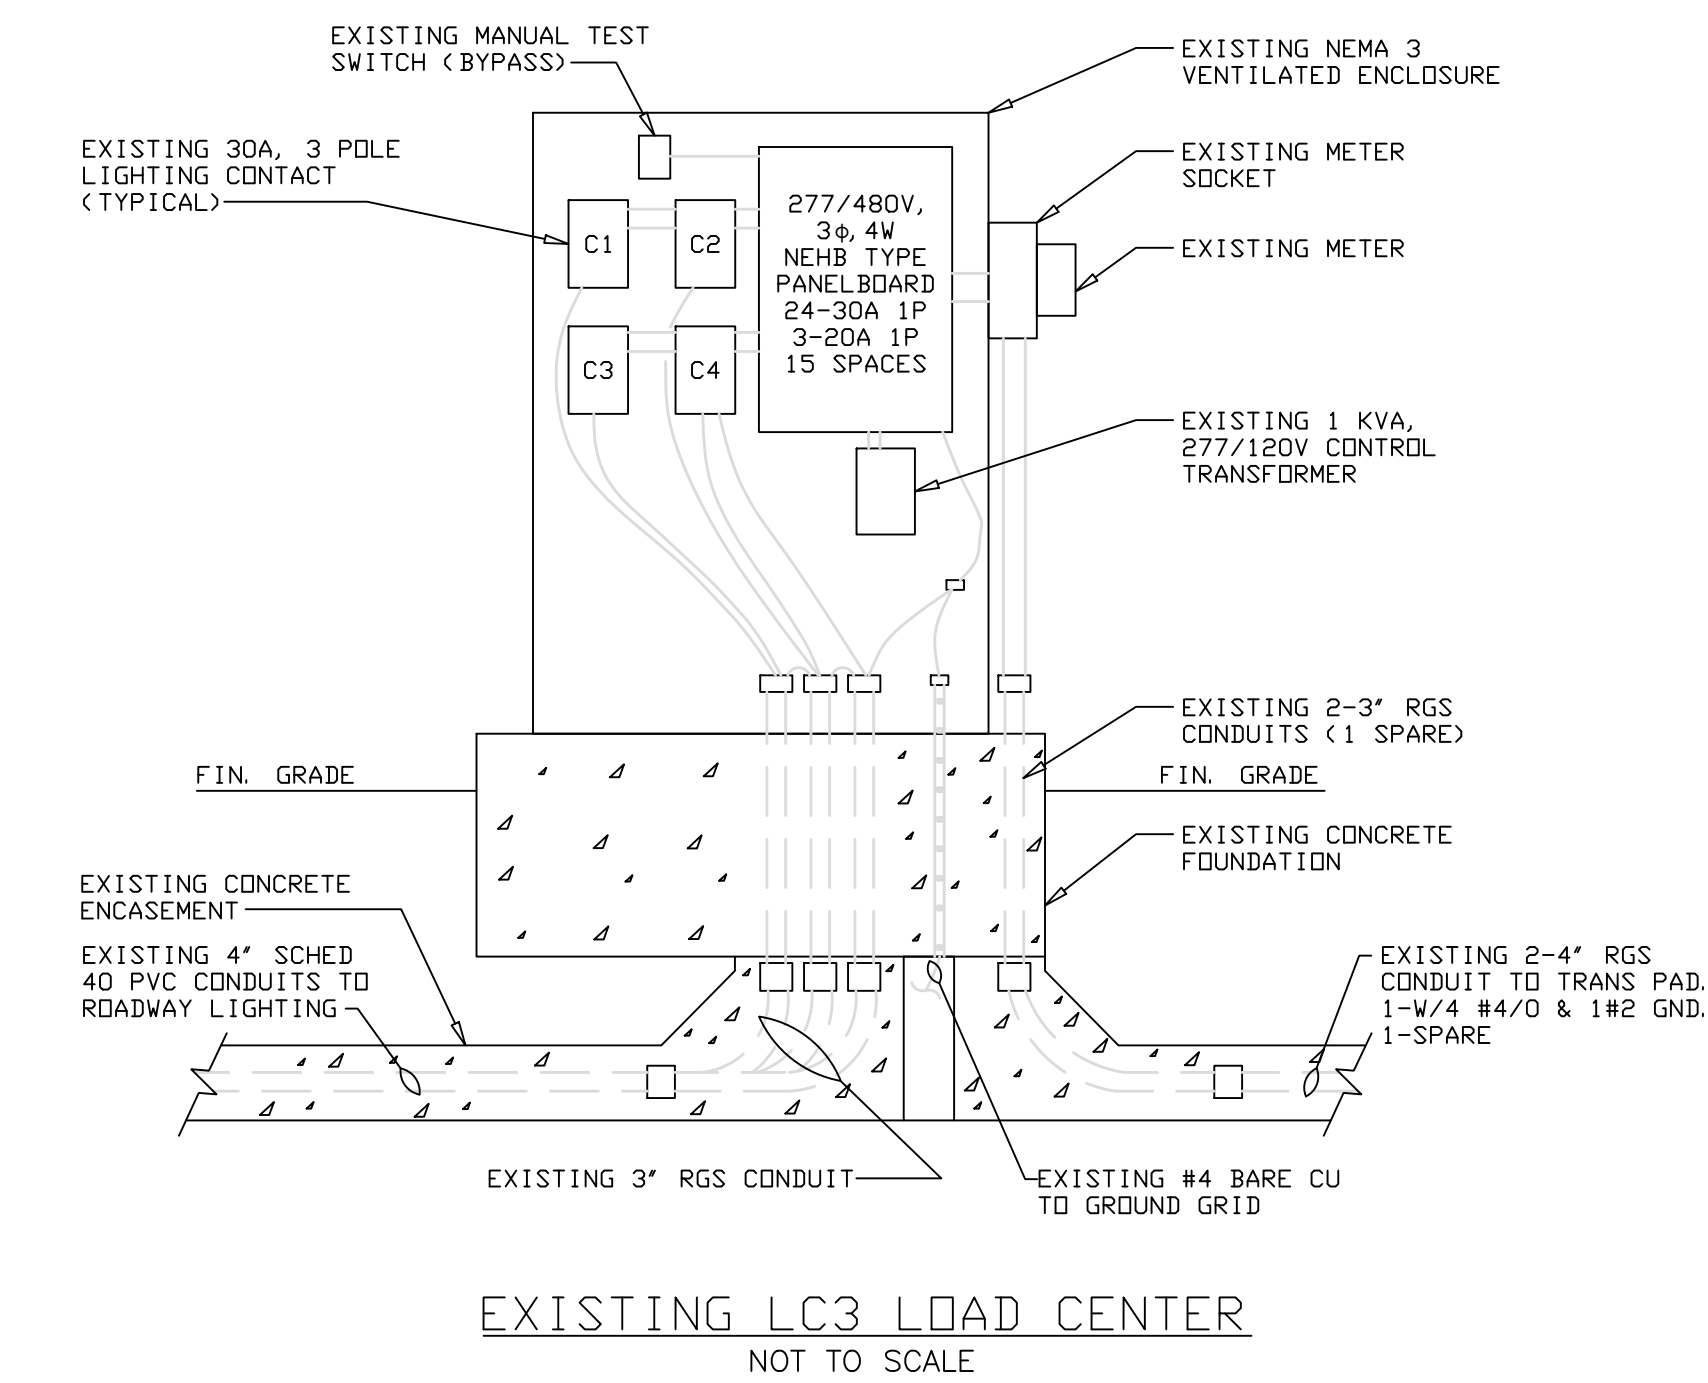 EXISTING MANUAL TEST
SWITCH (BYPASS)
EXISTING NEMA 3
VENTILATED ENCLOSURE
EXISTING 30A, 3 POLE
LIGHTING CONTACT
(TYPICAL)
EXISTING METER
SOCKET
EXISTING METER
C1
C2
C3
C4
277/480V,
3ϕ, 4W
NEHB TYPE
PANELBOARD
24-30A 1P
3-20A 1P
15 SPACES
EXISTING 1 KVA,
277/120V CONTROL
TRANSFORMER
EXISTING 2-3" RGS
CONDUITS (1 SPARE)
FIN. GRADE
FIN. GRADE
EXISTING CONCRETE
FOUNDATION
EXISTING CONCRETE
ENCASEMENT
EXISTING 4" SCHED
40 PVC CONDUITS TO
ROADWAY LIGHTING
EXISTING 2-4" RGS
CONDUIT TO TRANS PAD.
1-W/4 #4/0 & 1#2 GND.
1-SPARE
EXISTING 3" RGS CONDUIT
EXISTING #4 BARE CU
TO GROUND GRID
EXISTING LC3 LOAD CENTER
NOT TO SCALE